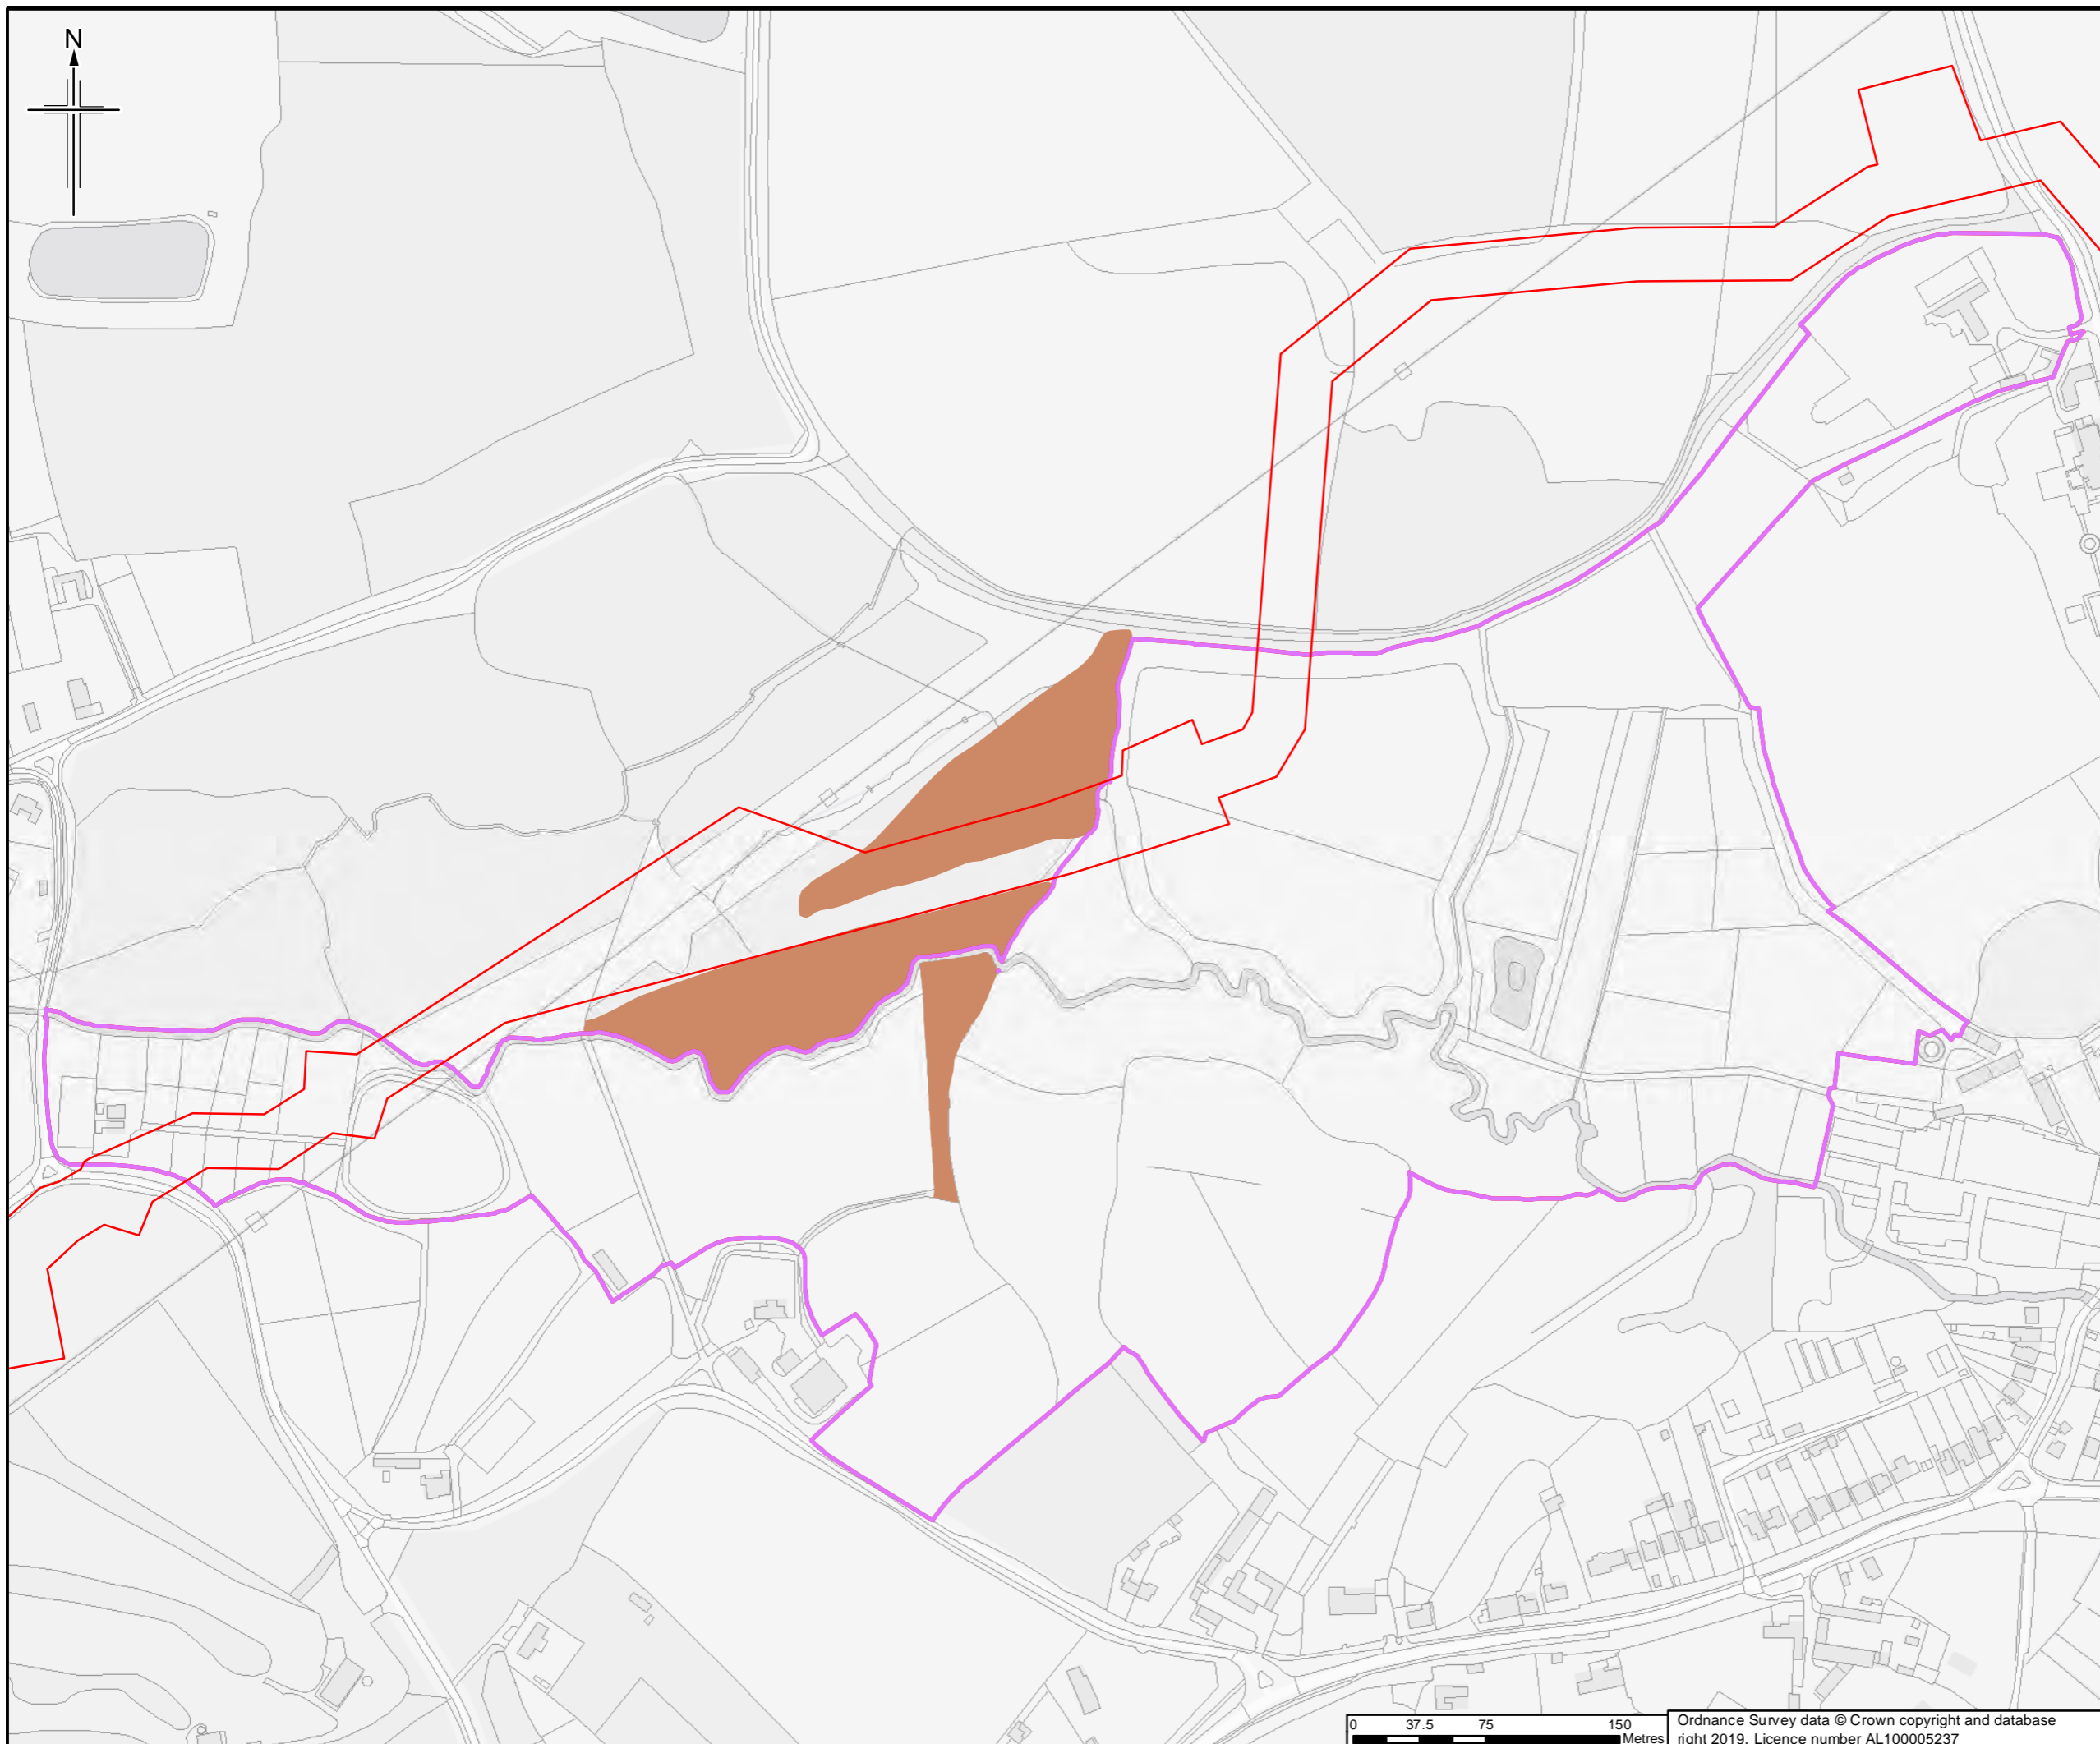 N
0 37.5 75 150
Metres
Ordnance Survey data © Crown copyright and database
right 2019. Licence number AL100005237